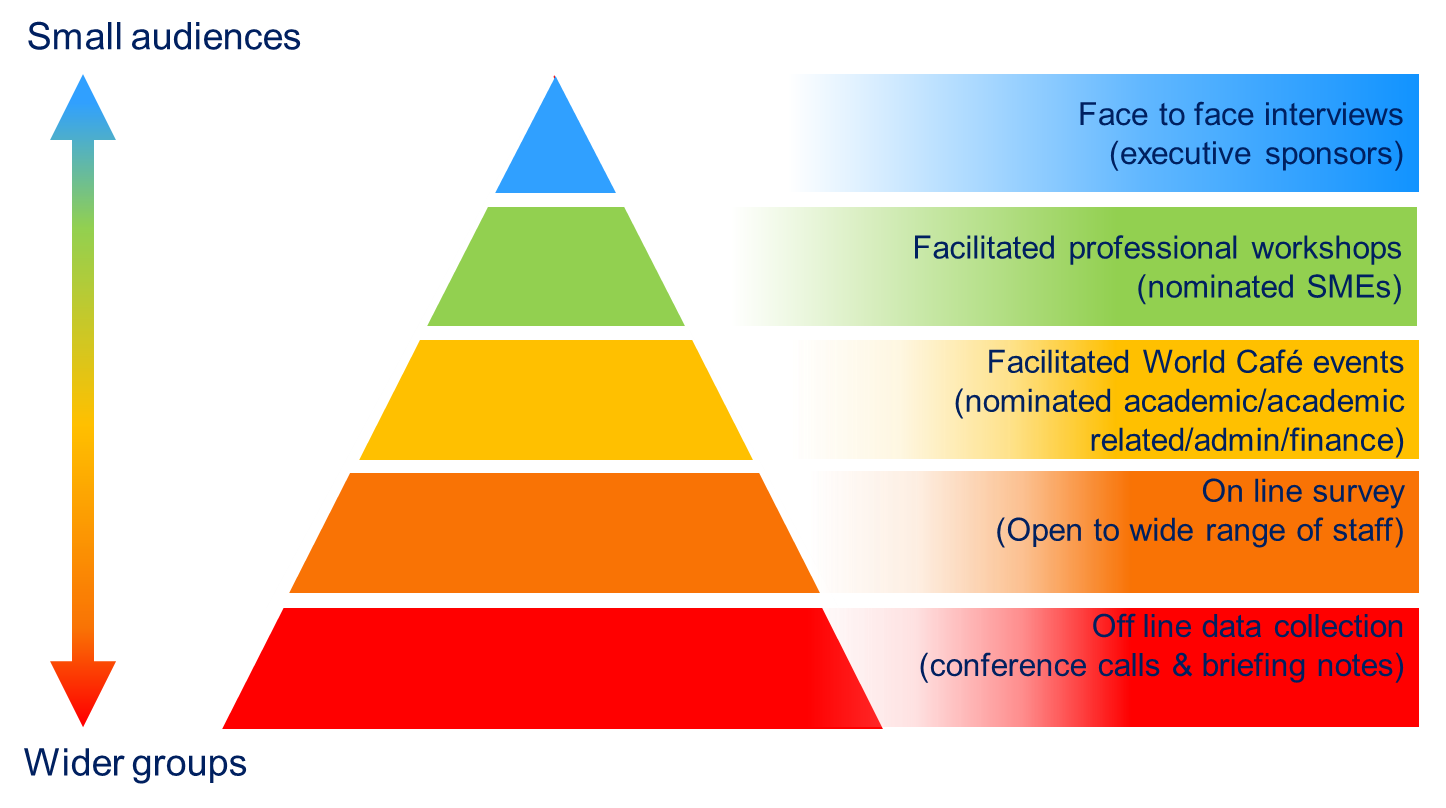 Small audiences
Face to face interviews
(executive sponsors)
Facilitated professional workshops
(nominated SMEs)
Facilitated World Café events
(nominated academic/academic
related/admin/finance)
On line survey
(Open to wide range of staff)
Off line data collection
(conference calls & briefing notes)
Wider groups